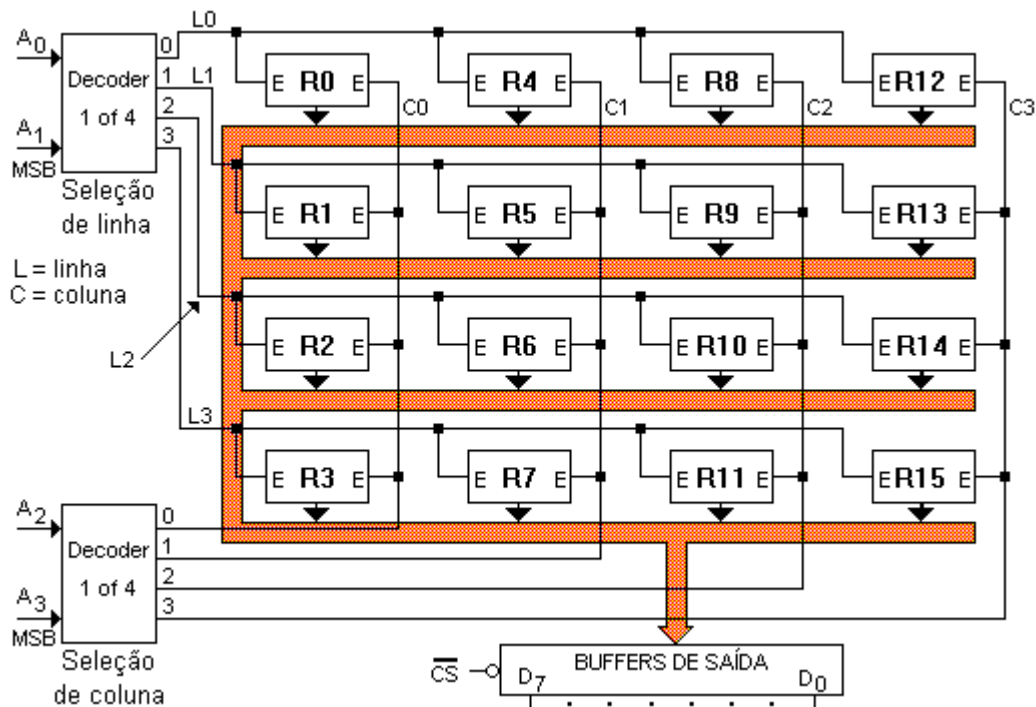 A0
A1
MSB
Decoder
1 of 4
0
1
2
3
Seleção
de linha
L = linha
C = coluna
L0
L1
L2
L3
E R0 E
E R4 E
E R8 E
E R12 E
C0
C1
C2
C3
E R1 E
E R5 E
E R9 E
E R13 E
E R2 E
E R6 E
E R10 E
E R14 E
E R3 E
E R7 E
E R11 E
E R15 E
A2
A3
MSB
Decoder
1 of 4
0
1
2
3
Seleção
de coluna
CS
BUFFERS DE SAÍDA
D7
D0